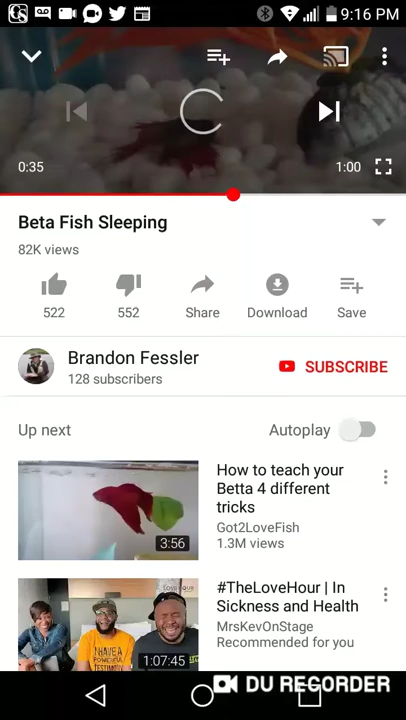 9:16 PM
0:35
1:00
Beta Fish Sleeping
82K views
522
552
Share
Download
Save
Brandon Fessler
128 subscribers
SUBSCRIBE
Up next
Autoplay
How to teach your
Betta 4 different
tricks
Got2LoveFish
1.3M views
3:56
#TheLoveHour | In
Sickness and Health
MrsKevOnStage
Recommended for you
1:07:45
DU RECORDER